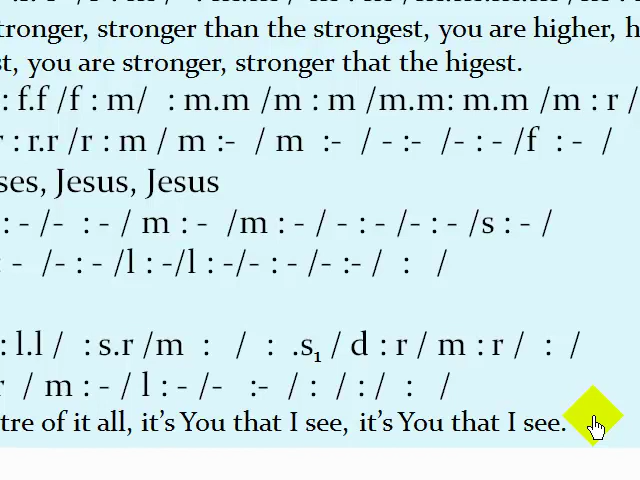 tronger, stronger than the strongest, you are higher, h
st, you are stronger, stronger that the higest.
: f.f /f : m/ : m.m /m : m /m.m: m.m /m : r /
r : r.r /r : m / m :- / m :- / - :- /- : - /f : - /
ses, Jesus, Jesus
: - /- : - / m : - /m : - / - : - /- : - /s : - /
: - /- : - /l : -/l : -/- : - /- :- / : /
: l.l / : s.r /m : / : .s₁ / d : r / m : r / : /
r / m : - / l : - /- :- / : / : / : /
tre of it all, it's You that I see, it's You that I see.